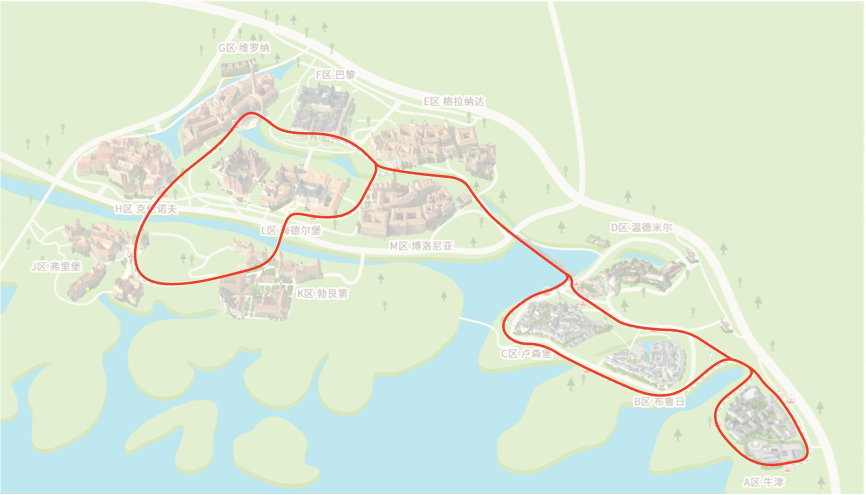 G区 维罗纳
F区 巴黎
E区 格拉纳达
H区 克伦诺夫
L区 海德尔堡
D区 温德米尔
M区 博洛尼亚
J区 弗里堡
K区 勃艮第
C区 卢森堡
B区 布鲁日
A区 牛津